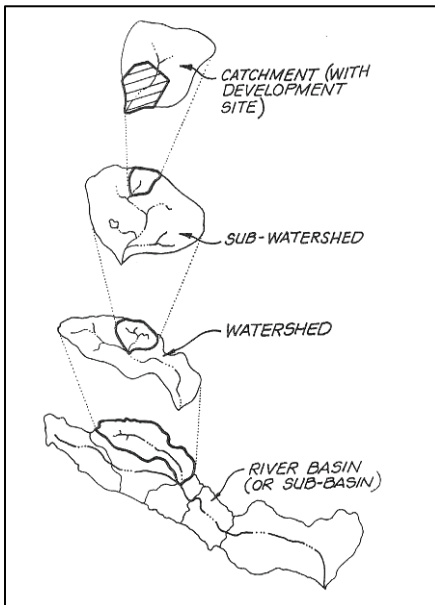 CATCHMENT (WITH
DEVELOPMENT
SITE)
SUB-WATERSHED
WATERSHED
RIVER BASIN
(OR SUB-BASIN)